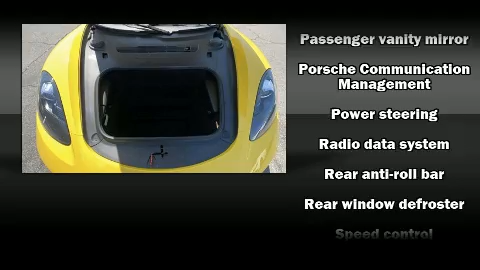 Passenger vanity mirror
Porsche Communication
Management
Power steering
Radio data system
Rear anti-roll bar
Rear window defroster
Speed control